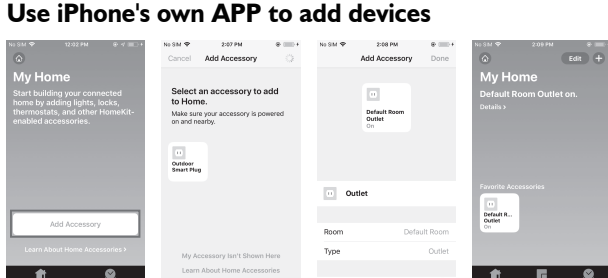 Use iPhone's own APP to add devices
No SIM 12:02 PM
My Home
Start building your connected
home by adding lights, locks,
thermostats, and other HomeKit-
enabled accessories.
Add Accessory
Learn About Home Accessories >
No SIM 2:07 PM
Cancel Add Accessory
Select an accessory to add
to Home.
Make sure your accessory is powered
on and nearby.
Outdoor
Smart Plug
My Accessory Isn't Shown Here
Learn About Home Accessories
No SIM 2:08 PM
Add Accessory Done
Default Room
Outlet
On
Outlet
Room Default Room
Type Outlet
No SIM 2:09 PM
Edit +
My Home
Default Room Outlet on.
Details >
Favorite Accessories
Default R...
Outlet
On